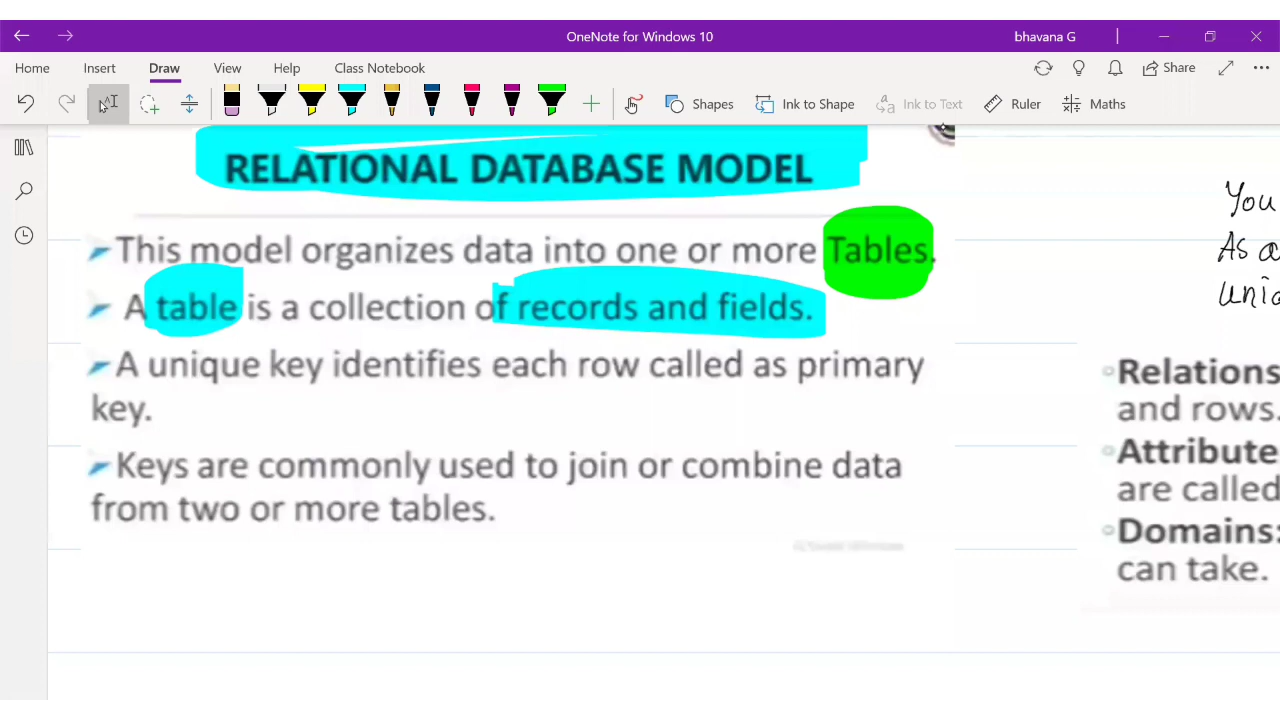 OneNote for Windows 10
bhavana G
Home Insert Draw View Help Class Notebook
Share
Shapes Ink to Shape Ink to Text Ruler Maths
RELATIONAL DATABASE MODEL
This model organizes data into one or more Tables.
A table is a collection of records and fields.
A unique key identifies each row called as primary
key.
Keys are commonly used to join or combine data
from two or more tables.
You
As a
uni
Relations
and rows.
Attribute
are called
Domains:
can take.